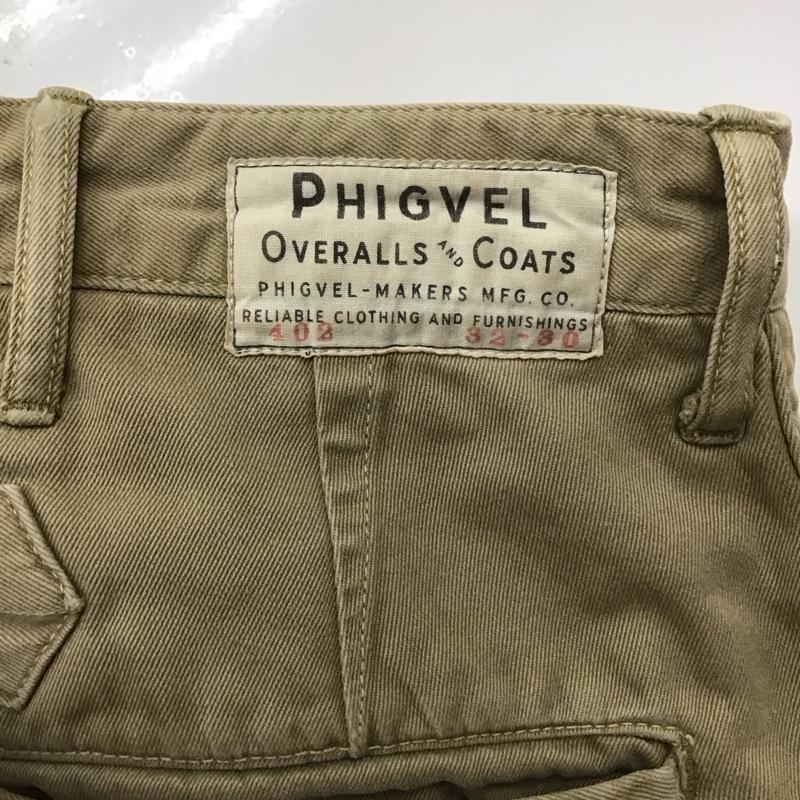 PHIGVEL
OVERALLS AND COATS
PHIGVEL-MAKERS MFG. CO.
RELIABLE CLOTHING AND FURNISHINGS
402 32-30